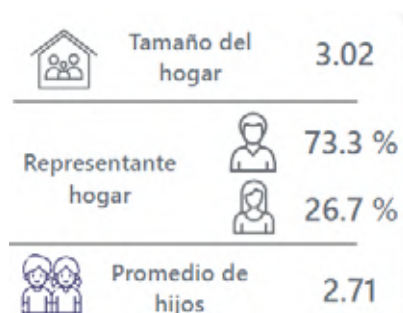 Tamaño del
hogar
3.02
Representante
hogar
73.3 %
26.7 %
Promedio de
hijos
2.71